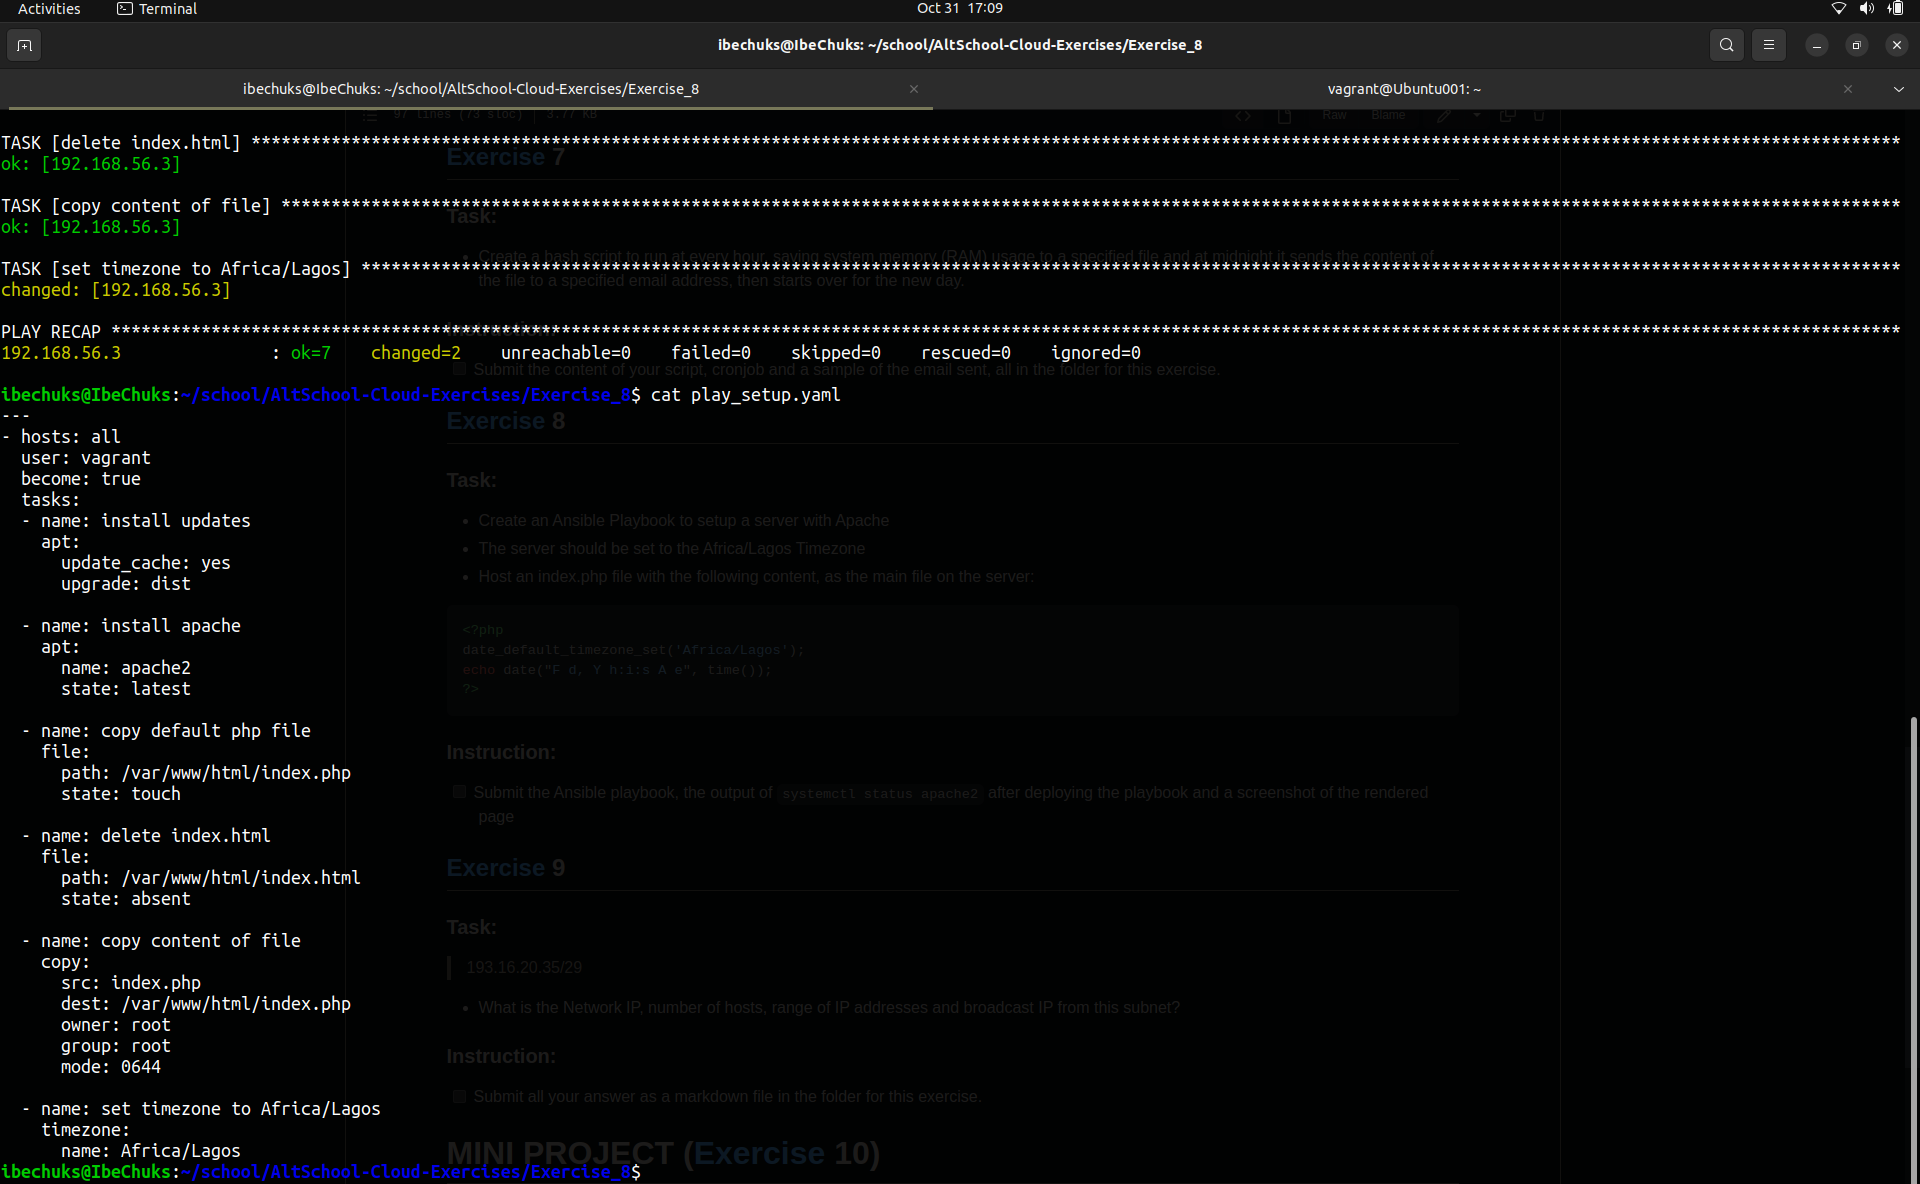 Activities Terminal Oct 31 17:09
ibechuks@IbeChuks: ~/school/AltSchool-Cloud-Exercises/Exercise_8
ibechuks@IbeChuks: ~/school/AltSchool-Cloud-Exercises/Exercise_8 vagrant@Ubuntu001: ~
97 lines (73 sloc) 3.77 KB Raw Blame
TASK [delete index.html] ****************************************************************************************************************************************************************
Exercise 7
ok: [192.168.56.3]
TASK [copy content of file] *****************************************************************************************************************************************************************
Task:
ok: [192.168.56.3]
Create a bash script to run at every hour, saving system memory (RAM) usage to a specified file and at midnight it sends the content of
TASK [set timezone to Africa/Lagos] *********************************************************************************************************************************************************
the file to a specified email address, then starts over for the new day.
changed: [192.168.56.3]
PLAY RECAP **********************************************************************************************************************************************************************************
192.168.56.3 : ok=7 changed=2 unreachable=0 failed=0 skipped=0 rescued=0 ignored=0
Submit the content of your script, cronjob and a sample of the email sent, all in the folder for this exercise.
ibechuks@IbeChuks:~/school/AltSchool-Cloud-Exercises/Exercise_8$ cat play_setup.yaml
---
Exercise 8
- hosts: all
user: vagrant
become: true
Task:
tasks:
- name: install updates
Create an Ansible Playbook to setup a server with Apache
apt:
The server should be set to the Africa/Lagos Timezone
update_cache: yes
Host an index.php file with the following content, as the main file on the server:
upgrade: dist
- name: install apache
<?php
apt:
date_default_timezone_set('Africa/Lagos');
name: apache2
echo date("F d, Y h:i:s A e", time());
state: latest
?>
- name: copy default php file
file:
Instruction:
path: /var/www/html/index.php
state: touch
Submit the Ansible playbook, the output of systemctl status apache2 after deploying the playbook and a screenshot of the rendered
page
- name: delete index.html
file:
Exercise 9
path: /var/www/html/index.html
state: absent
Task:
- name: copy content of file
copy:
193.16.20.35/29
src: index.php
dest: /var/www/html/index.php
What is the Network IP, number of hosts, range of IP addresses and broadcast IP from this subnet?
owner: root
group: root
Instruction:
mode: 0644
Submit all your answer as a markdown file in the folder for this exercise.
- name: set timezone to Africa/Lagos
timezone:
name: Africa/Lagos
MINI PROJECT (Exercise 10)
ibechuks@IbeChuks:~/school/AltSchool-Cloud-Exercises/Exercise_8$